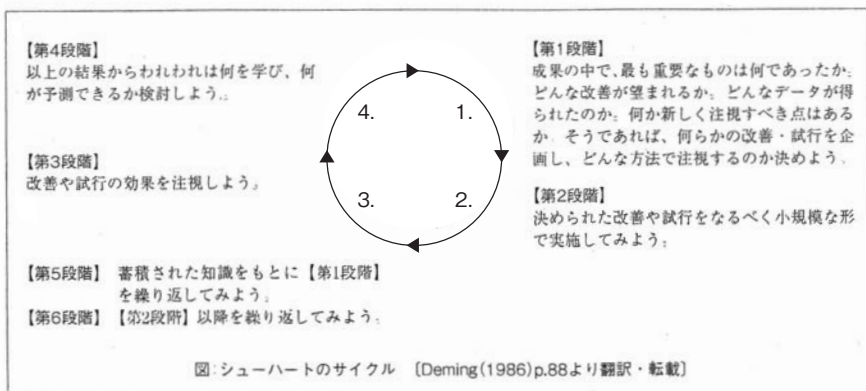 【第4段階】
以上の結果からわれわれは何を学び、何
が予測できるか検討しよう。
【第3段階】
改善や試行の効果を注視しよう。
【第1段階】
成果の中で、最も重要なものは何であったか。
どんな改善が望まれるか。どんなデータが得
られたのか。何か新しく注視すべき点はある
か。そうであれば、何らかの改善・試行を企
画し、どんな方法で注視するのか決めよう。
【第2段階】
決められた改善や試行をなるべく小規模な形
で実施してみよう。
4.
1.
3.
2.
【第5段階】 蓄積された知識をもとに【第1段階】
を繰り返してみよう。
【第6段階】 【第2段階】以降を繰り返してみよう。
図:シューハートのサイクル 〔Deming(1986)p.88より翻訳・転載〕